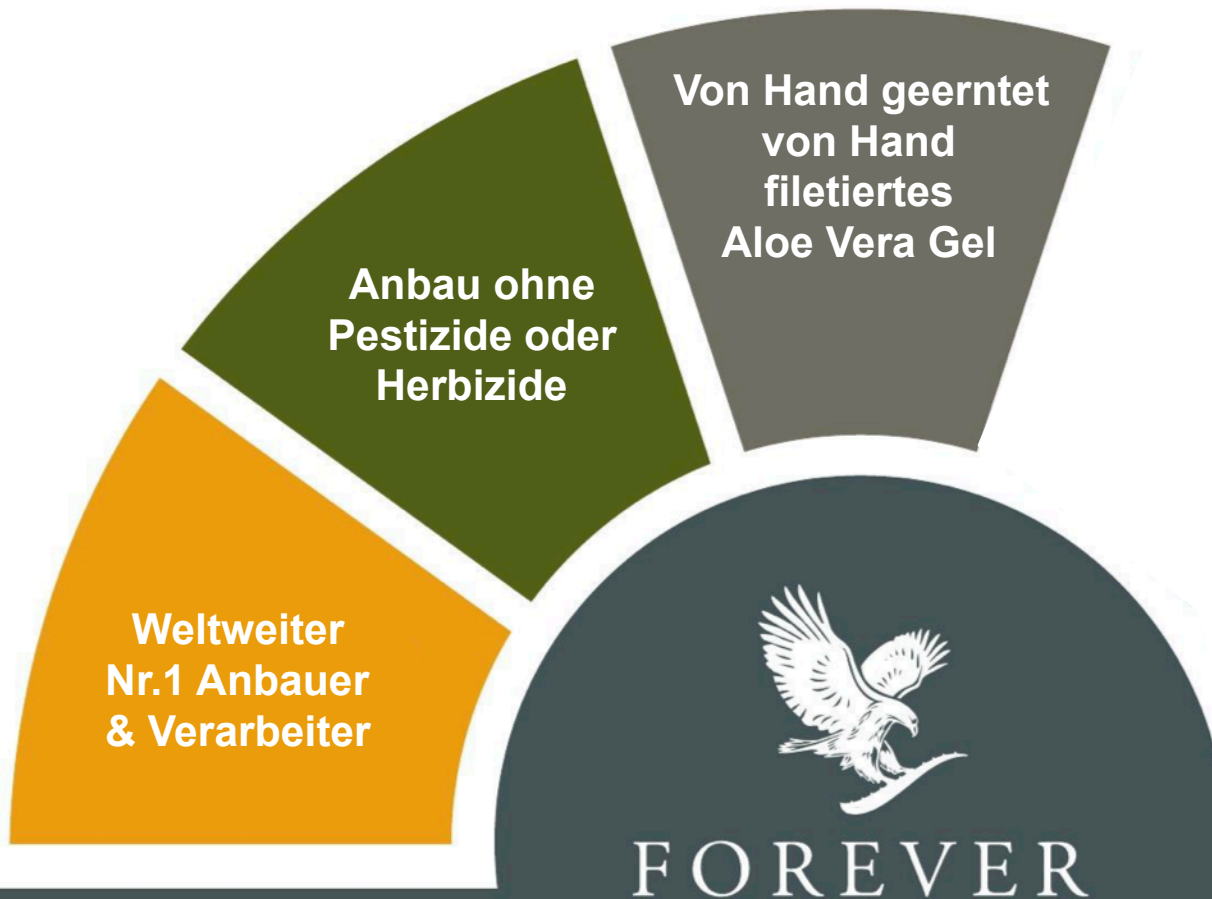 Von Hand geerntet
von Hand
filetiertes
Aloe Vera Gel
Anbau ohne
Pestizide oder
Herbizide
Weltweiter
Nr.1 Anbauer
& Verarbeiter
FOREVER